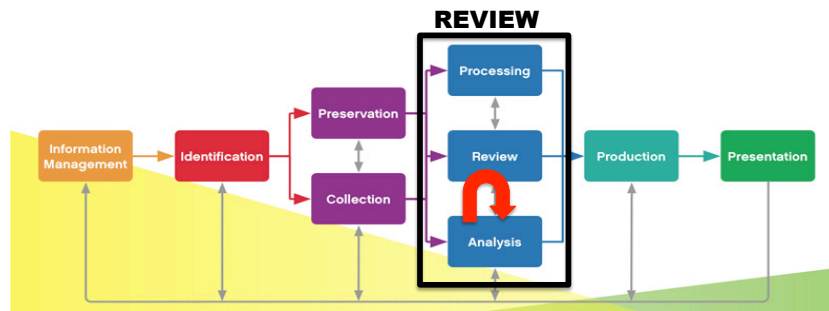 REVIEW
Processing
Preservation
Information
Management
Identification
Review
Production
Presentation
Collection
Analysis